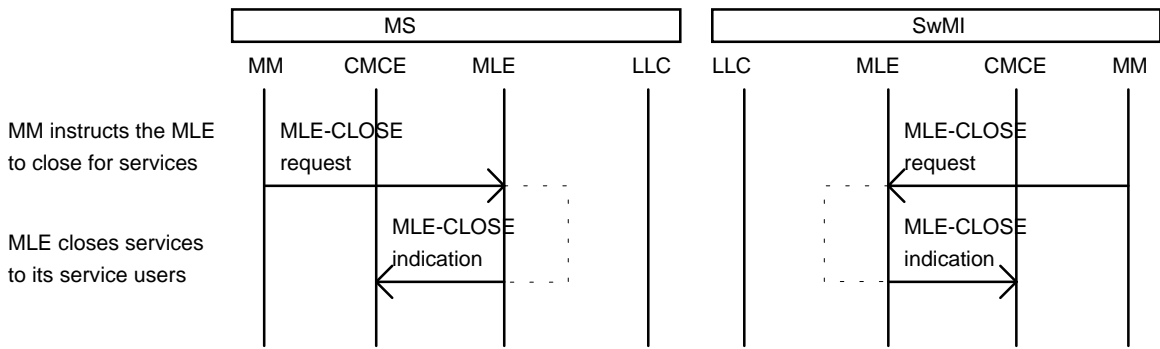 MS SwMI
MM CMCE MLE LLC LLC MLE CMCE MM
MM instructs the MLE
to close for services
MLE-CLOSE
request
MLE-CLOSE
request
MLE closes services
to its service users
MLE-CLOSE
indication
MLE-CLOSE
indication